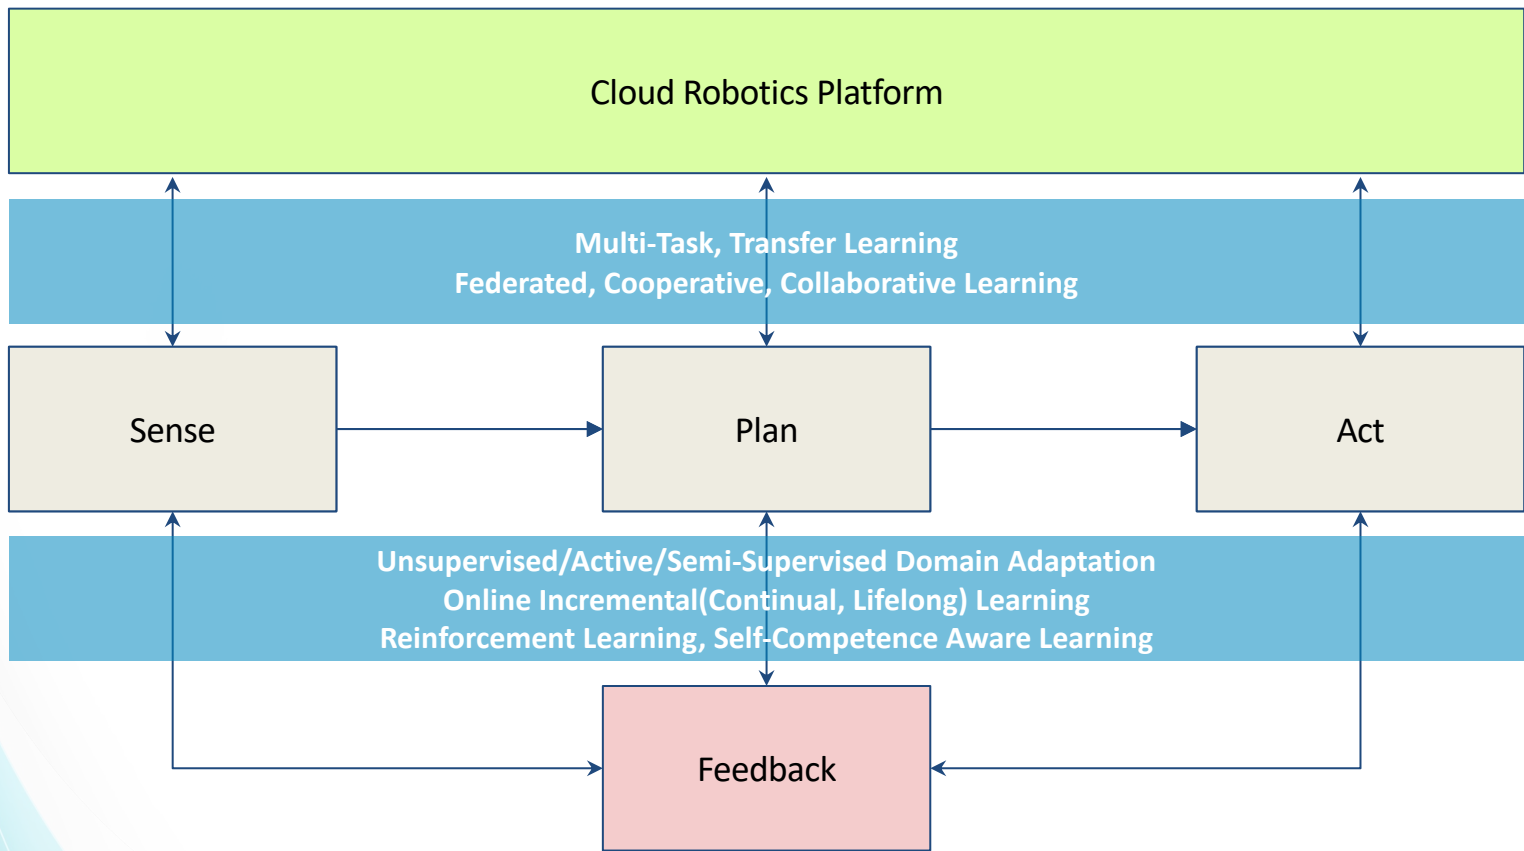 Cloud Robotics Platform
Multi-Task, Transfer Learning
Federated, Cooperative, Collaborative Learning
Sense
Plan
Act
Unsupervised/Active/Semi-Supervised Domain Adaptation
Online Incremental(Continual, Lifelong) Learning
Reinforcement Learning, Self-Competence Aware Learning
Feedback